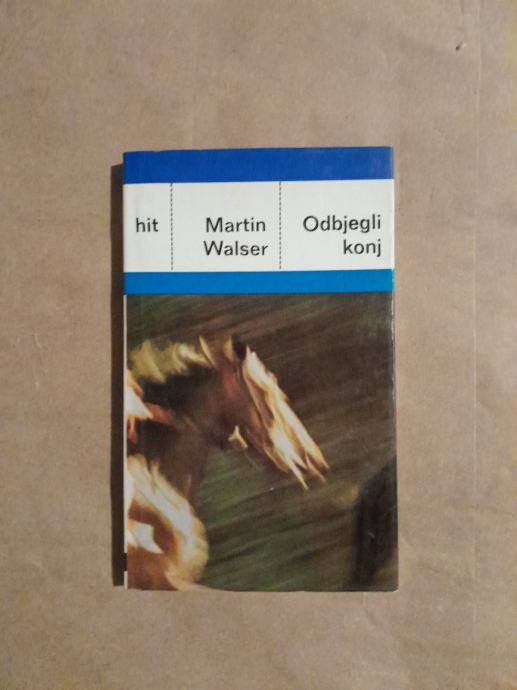 hit
Martin
Walser
Odbjegli
konj